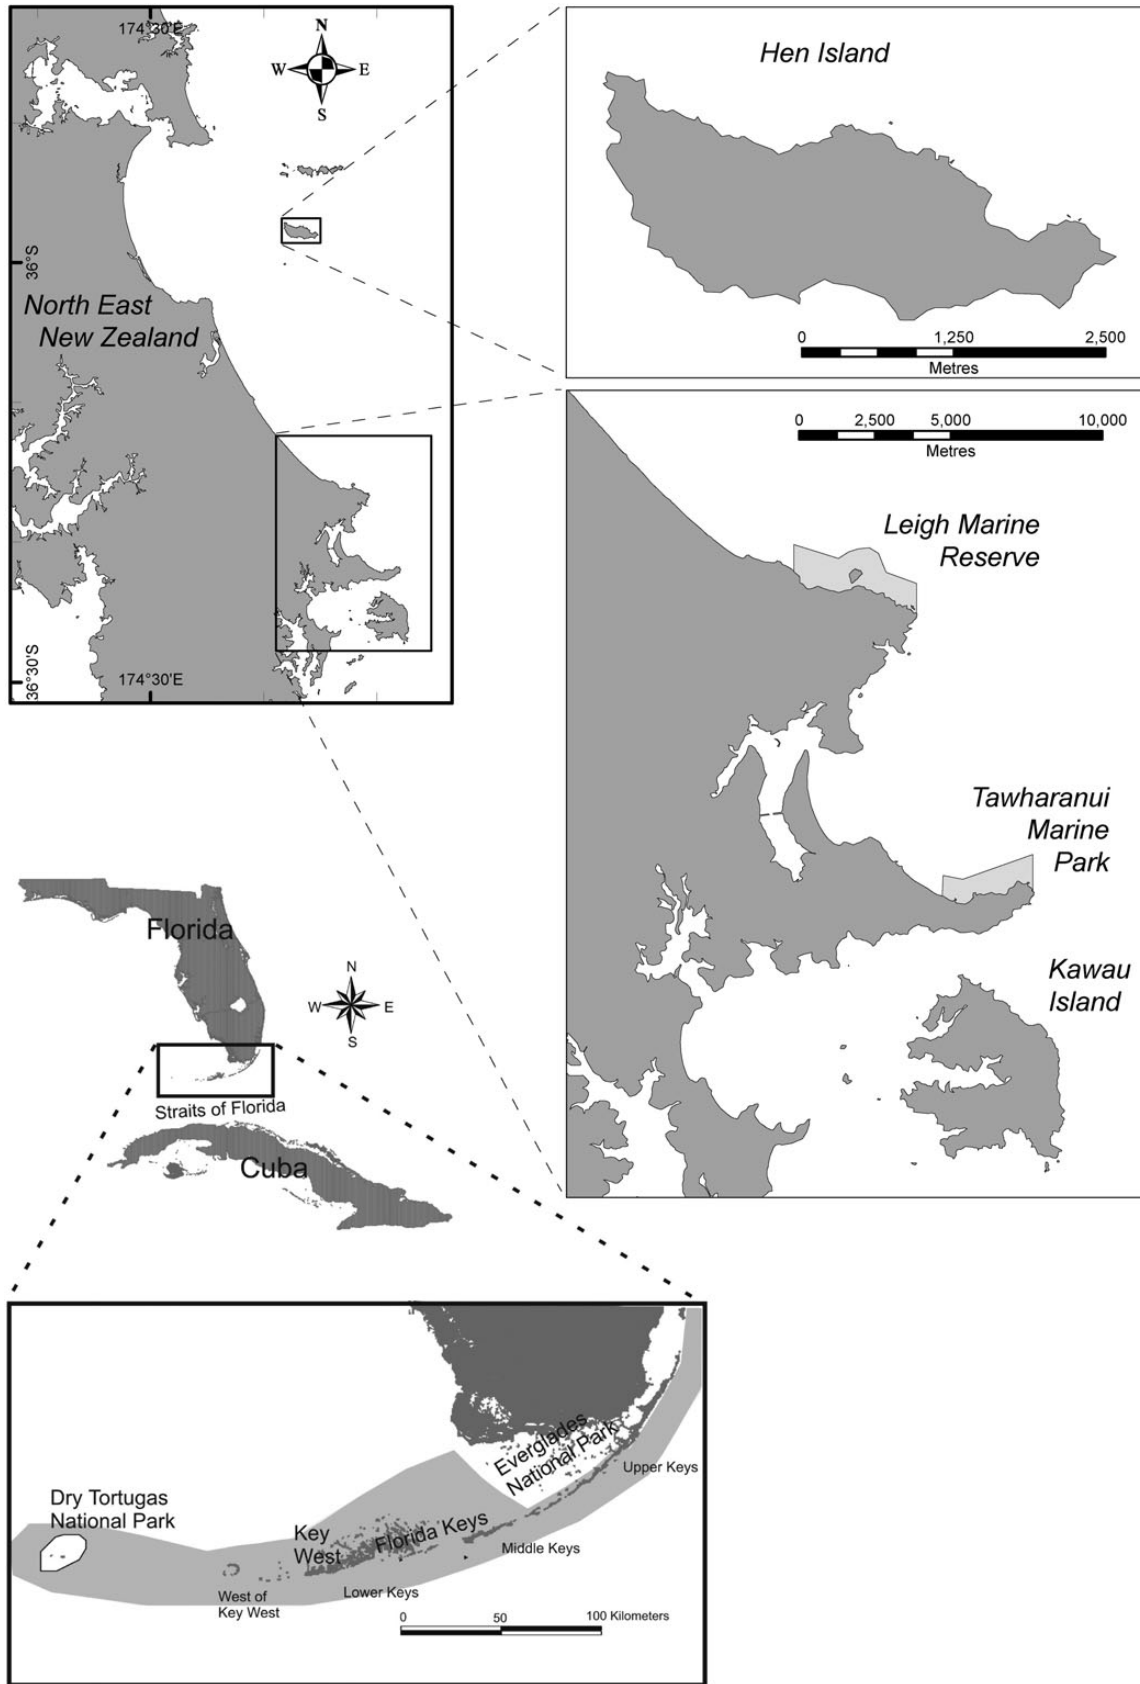 174°30'E
N
W
E
S
36°S
North East
New Zealand
36°30'S
174°30'E
Hen Island
0
1,250
2,500
Metres
0
2,500
5,000
10,000
Metres
Leigh Marine
Reserve
Tawharanui
Marine
Park
Kawau
Island
Florida
N
W
E
S
Straits of Florida
Cuba
Everglades
National Park
Upper Keys
Dry Tortugas
National Park
Key
West
Florida Keys
Middle Keys
West of
Key West
Lower Keys
0
50
100 Kilometers